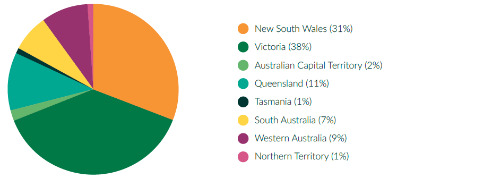 New South Wales (31%)
Victoria (38%)
Australian Capital Territory (2%)
Queensland (11%)
Tasmania (1%)
South Australia (7%)
Western Australia (9%)
Northern Territory (1%)